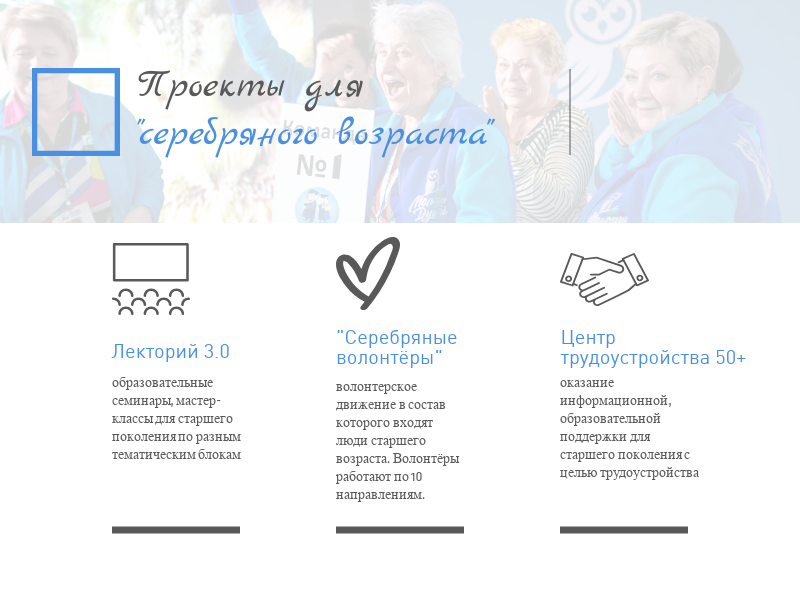 Проекты для
"серебряного возраста"
Команда
№1
Лекторий 3.0
образовательные
семинары, мастер-
классы для старшего
поколения по разным
тематическим блокам
"Серебряные
волонтёры"
волонтерское
движение в состав
которого входят
люди старшего
возраста. Волонтёры
работают по 10
направлениям.
Центр
трудоустройства 50+
оказание
информационной,
образовательной
поддержки для
старшего поколения с
целью трудоустройства